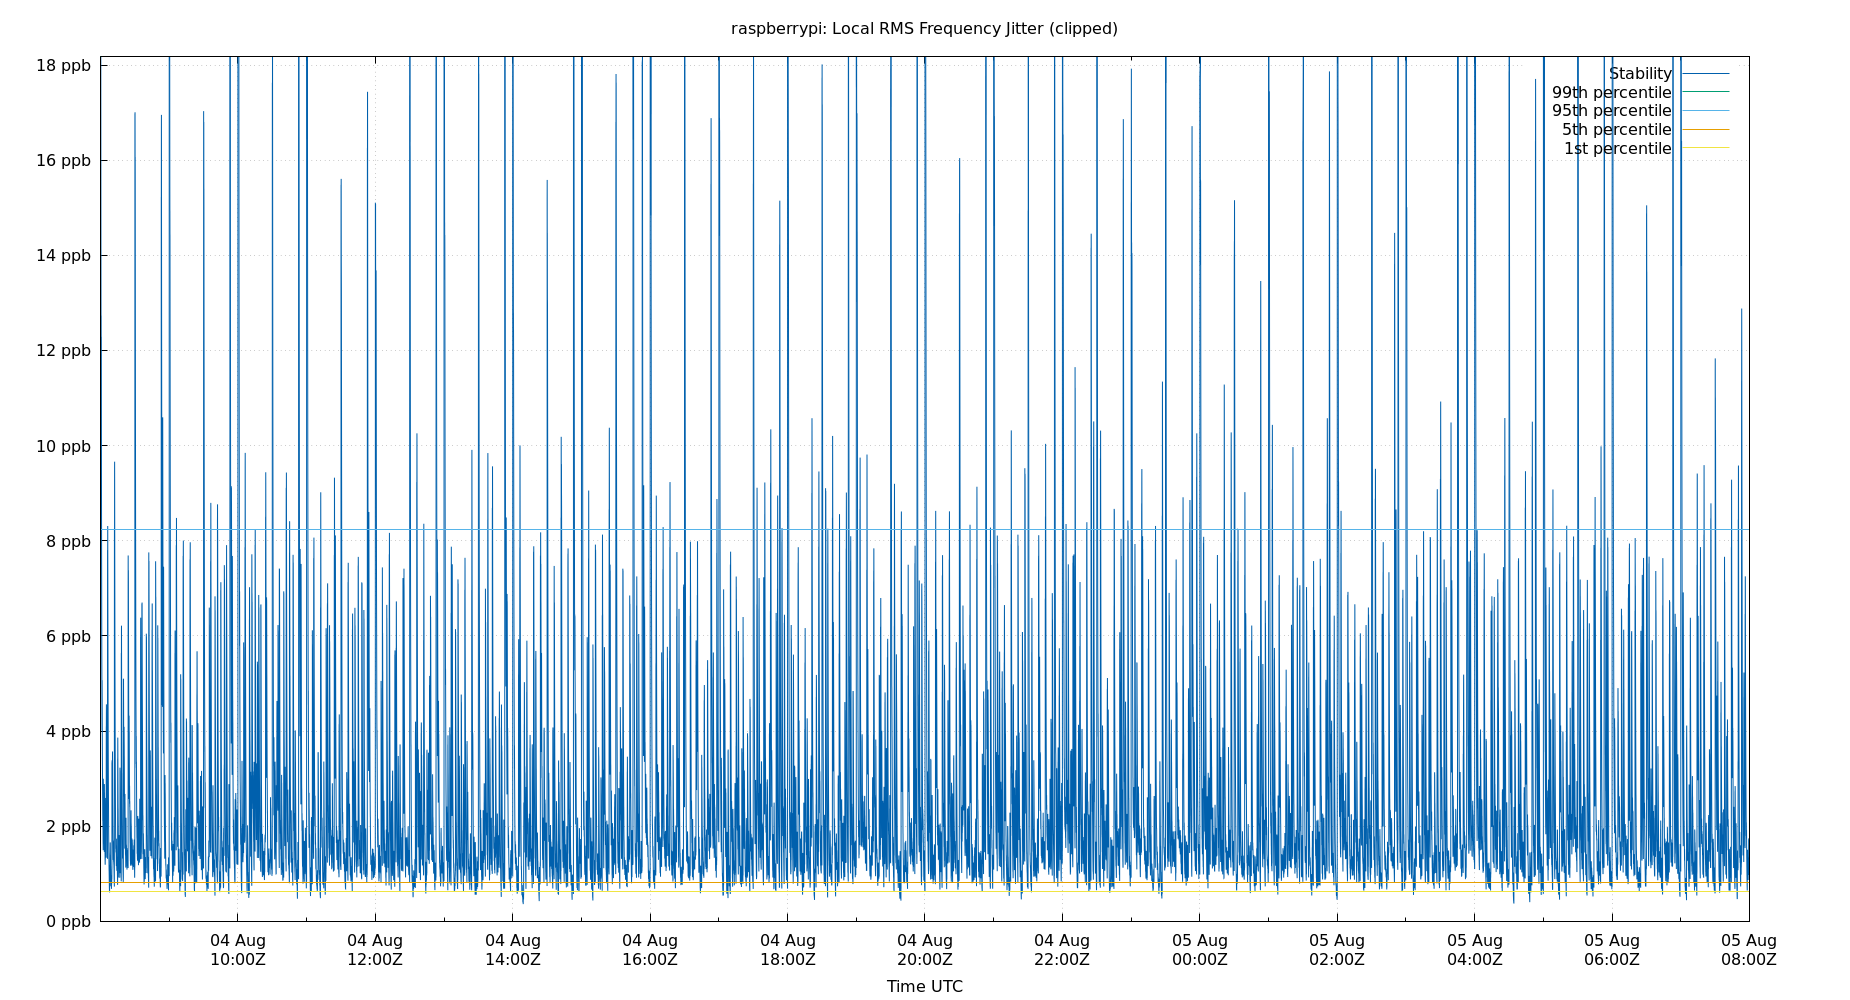 raspberrypi: Local RMS Frequency Jitter (clipped)
18 ppb
16 ppb
14 ppb
12 ppb
10 ppb
8 ppb
6 ppb
4 ppb
2 ppb
0 ppb
Stability
99th percentile
95th percentile
5th percentile
1st percentile
04 Aug 04 Aug 04 Aug 04 Aug 04 Aug 04 Aug 04 Aug 05 Aug 05 Aug 05 Aug 05 Aug 05 Aug
10:00Z 12:00Z 14:00Z 16:00Z 18:00Z 20:00Z 22:00Z 00:00Z 02:00Z 04:00Z 06:00Z 08:00Z
Time UTC